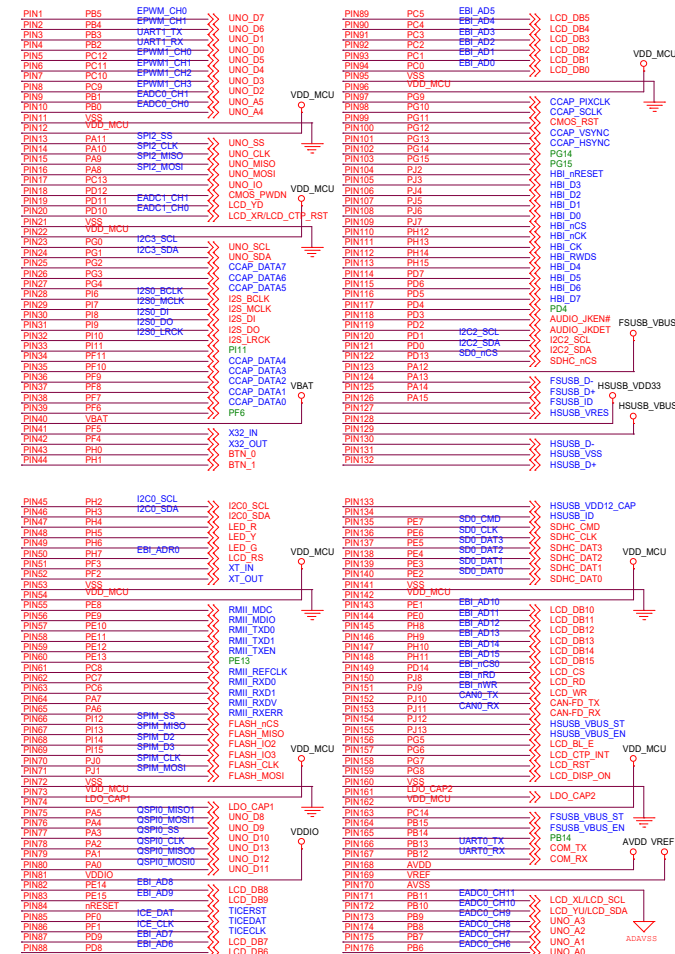 PIN1 PB5 EPWM_CH0 UNO_D7
PIN2 PB4 EPWM_CH1 UNO_D6
PIN3 PB3 UART1_TX UNO_D1
PIN4 PB2 UART1_RX UNO_D0
PIN5 PC12 EPWM1_CH0 UNO_D5
PIN6 PC11 EPWM1_CH1 UNO_D4
PIN7 PC10 EPWM1_CH2 UNO_D3
PIN8 PC9 EPWM1_CH3 UNO_D2
PIN9 PB1 EADC0_CH1 UNO_A5
PIN10 PB0 EADC0_CH0 UNO_A4
PIN11 VSS
PIN12 VDD_MCU VDD_MCU
PIN13 PA11 SPI2_SS UNO_SS
PIN14 PA10 SPI2_CLK UNO_CLK
PIN15 PA9 SPI2_MISO UNO_MISO
PIN16 PA8 SPI2_MOSI UNO_MOSI
PIN17 PC13 UNO_IO
PIN18 PD12 CMOS_PWDN
PIN19 PD11 EADC1_CH1 LCD_YD
PIN20 PD10 EADC1_CH0 LCD_XR/LCD_CTP_RST
PIN21 VSS
PIN22 VDD_MCU VDD_MCU
PIN23 PG0 I2C3_SCL UNO_SCL
PIN24 PG1 I2C3_SDA UNO_SDA
PIN25 PG2 CCAP_DATA7
PIN26 PG3 CCAP_DATA6
PIN27 PG4 CCAP_DATA5
PIN28 PI6 I2S0_BCLK I2S_BCLK
PIN29 PI7 I2S0_MCLK I2S_MCLK
PIN30 PI8 I2S0_DI I2S_DI
PIN31 PI9 I2S0_DO I2S_DO
PIN32 PI10 I2S0_LRCK I2S_LRCK
PIN33 PI11 PI11
PIN34 PF11 CCAP_DATA4
PIN35 PF10 CCAP_DATA3
PIN36 PF9 CCAP_DATA2
PIN37 PF8 CCAP_DATA1
PIN38 PF7 CCAP_DATA0
PIN39 PF6 PF6
PIN40 VBAT VBAT
PIN41 PF5 X32_IN
PIN42 PF4 X32_OUT
PIN43 PH0 BTN_0
PIN44 PH1 BTN_1
PIN45 PH2 I2C0_SCL I2C0_SCL
PIN46 PH3 I2C0_SDA I2C0_SDA
PIN47 PH4 LED_R
PIN48 PH5 LED_Y
PIN49 PH6 LED_G
PIN50 PH7 EBI_ADR0 LCD_RS
PIN51 PF3 XT_IN
PIN52 PF2 XT_OUT
PIN53 VSS
PIN54 VDD_MCU VDD_MCU
PIN55 PE8 RMII_MDC
PIN56 PE9 RMII_MDIO
PIN57 PE10 RMII_TXD0
PIN58 PE11 RMII_TXD1
PIN59 PE12 RMII_TXEN
PIN60 PE13 PE13
PIN61 PC8 RMII_REFCLK
PIN62 PC7 RMII_RXD0
PIN63 PC6 RMII_RXD1
PIN64 PA7 RMII_RXDV
PIN65 PA6 RMII_RXERR
PIN66 PI12 SPIM_SS FLASH_nCS
PIN67 PI13 SPIM_MISO FLASH_MISO
PIN68 PI14 SPIM_D2 FLASH_IO2
PIN69 PI15 SPIM_D3 FLASH_IO3
PIN70 PJ0 SPIM_CLK FLASH_CLK
PIN71 PJ1 SPIM_MOSI FLASH_MOSI
PIN72 VSS
PIN73 VDD_MCU VDD_MCU
PIN74 LDO_CAP1 LDO_CAP1
PIN75 PA5 QSPI0_MISO1 UNO_D8
PIN76 PA4 QSPI0_MOSI1 UNO_D9
PIN77 PA3 QSPI0_SS UNO_D10
PIN78 PA2 QSPI0_CLK UNO_D13
PIN79 PA1 QSPI0_MISO0 UNO_D12
PIN80 PA0 QSPI0_MOSI0 UNO_D11
PIN81 VDDIO VDDIO
PIN82 PE14 EBI_AD8 LCD_DB8
PIN83 PE15 EBI_AD9 LCD_DB9
PIN84 nRESET TICERST
PIN85 PF0 ICE_DAT TICEDAT
PIN86 PF1 ICE_CLK TICECLK
PIN87 PD9 EBI_AD7 LCD_DB7
PIN88 PD8 EBI_AD6 LCD_DB6
PIN89 PC5 EBI_AD5 LCD_DB5
PIN90 PC4 EBI_AD4 LCD_DB4
PIN91 PC3 EBI_AD3 LCD_DB3
PIN92 PC2 EBI_AD2 LCD_DB2
PIN93 PC1 EBI_AD1 LCD_DB1
PIN94 PC0 EBI_AD0 LCD_DB0
PIN95 VSS
PIN96 VDD_MCU VDD_MCU
PIN97 PG9 CCAP_PIXCLK
PIN98 PG10 CCAP_SCLK
PIN99 PG11 CMOS_RST
PIN100 PG12 CCAP_VSYNC
PIN101 PG13 CCAP_HSYNC
PIN102 PG14 PG14
PIN103 PG15 PG15
PIN104 PJ2 HBI_nRESET
PIN105 PJ3 HBI_D3
PIN106 PJ4 HBI_D2
PIN107 PJ5 HBI_D1
PIN108 PJ6 HBI_D0
PIN109 PJ7 HBI_nCS
PIN110 PH12 HBI_nCK
PIN111 PH13 HBI_CK
PIN112 PH14 HBI_RWDS
PIN113 PH15 HBI_D4
PIN114 PD7 HBI_D5
PIN115 PD6 HBI_D6
PIN116 PD5 HBI_D7
PIN117 PD4 PD4
PIN118 PD3 AUDIO_JKEN#
PIN119 PD2 AUDIO_JKDET
PIN120 PD1 I2C2_SCL I2C2_SCL
PIN121 PD0 I2C2_SDA I2C2_SDA
PIN122 PD13 SD0_nCS SDHC_nCS
PIN123 PA12 FSUSB_VBUS
PIN124 PA13 FSUSB_D-
PIN125 PA14 FSUSB_D+
PIN126 PA15 FSUSB_ID
PIN127 HSUSB_VRES
PIN128 HSUSB_VDD33
PIN129 HSUSB_VBUS
PIN130 HSUSB_D-
PIN131 HSUSB_VSS
PIN132 HSUSB_D+
PIN133 HSUSB_VDD12_CAP
PIN134 HSUSB_ID
PIN135 PE7 SD0_CMD SDHC_CMD
PIN136 PE6 SD0_CLK SDHC_CLK
PIN137 PE5 SD0_DAT3 SDHC_DAT3
PIN138 PE4 SD0_DAT2 SDHC_DAT2
PIN139 PE3 SD0_DAT1 SDHC_DAT1
PIN140 PE2 SD0_DAT0 SDHC_DAT0
PIN141 VSS
PIN142 VDD_MCU VDD_MCU
PIN143 PE1 EBI_AD10 LCD_DB10
PIN144 PE0 EBI_AD11 LCD_DB11
PIN145 PH8 EBI_AD12 LCD_DB12
PIN146 PH9 EBI_AD13 LCD_DB13
PIN147 PH10 EBI_AD14 LCD_DB14
PIN148 PH11 EBI_AD15 LCD_DB15
PIN149 PD14 EBI_nCS0 LCD_CS
PIN150 PJ8 EBI_nRD LCD_RD
PIN151 PJ9 EBI_nWR LCD_WR
PIN152 PJ10 CAN0_TX CAN-FD_TX
PIN153 PJ11 CAN0_RX CAN-FD_RX
PIN154 PJ12 HSUSB_VBUS_ST
PIN155 PJ13 HSUSB_VBUS_EN
PIN156 PG5 LCD_BL_E
PIN157 PG6 LCD_CTP_INT
PIN158 PG7 LCD_RST
PIN159 PG8 LCD_DISP_ON
PIN160 VSS
PIN161 LDO_CAP2 LDO_CAP2
PIN162 VDD_MCU VDD_MCU
PIN163 PC14 FSUSB_VBUS_ST
PIN164 PB15 FSUSB_VBUS_EN
PIN165 PB14 PB14
PIN166 PB13 UART0_TX COM_TX
PIN167 PB12 UART0_RX COM_RX
PIN168 AVDD AVDD
PIN169 VREF VREF
PIN170 AVSS ADAVSS
PIN171 PB11 EADC0_CH11 LCD_XL/LCD_SCL
PIN172 PB10 EADC0_CH10 LCD_YU/LCD_SDA
PIN173 PB9 EADC0_CH9 UNO_A3
PIN174 PB8 EADC0_CH8 UNO_A2
PIN175 PB7 EADC0_CH7 UNO_A1
PIN176 PB6 EADC0_CH6 UNO_A0